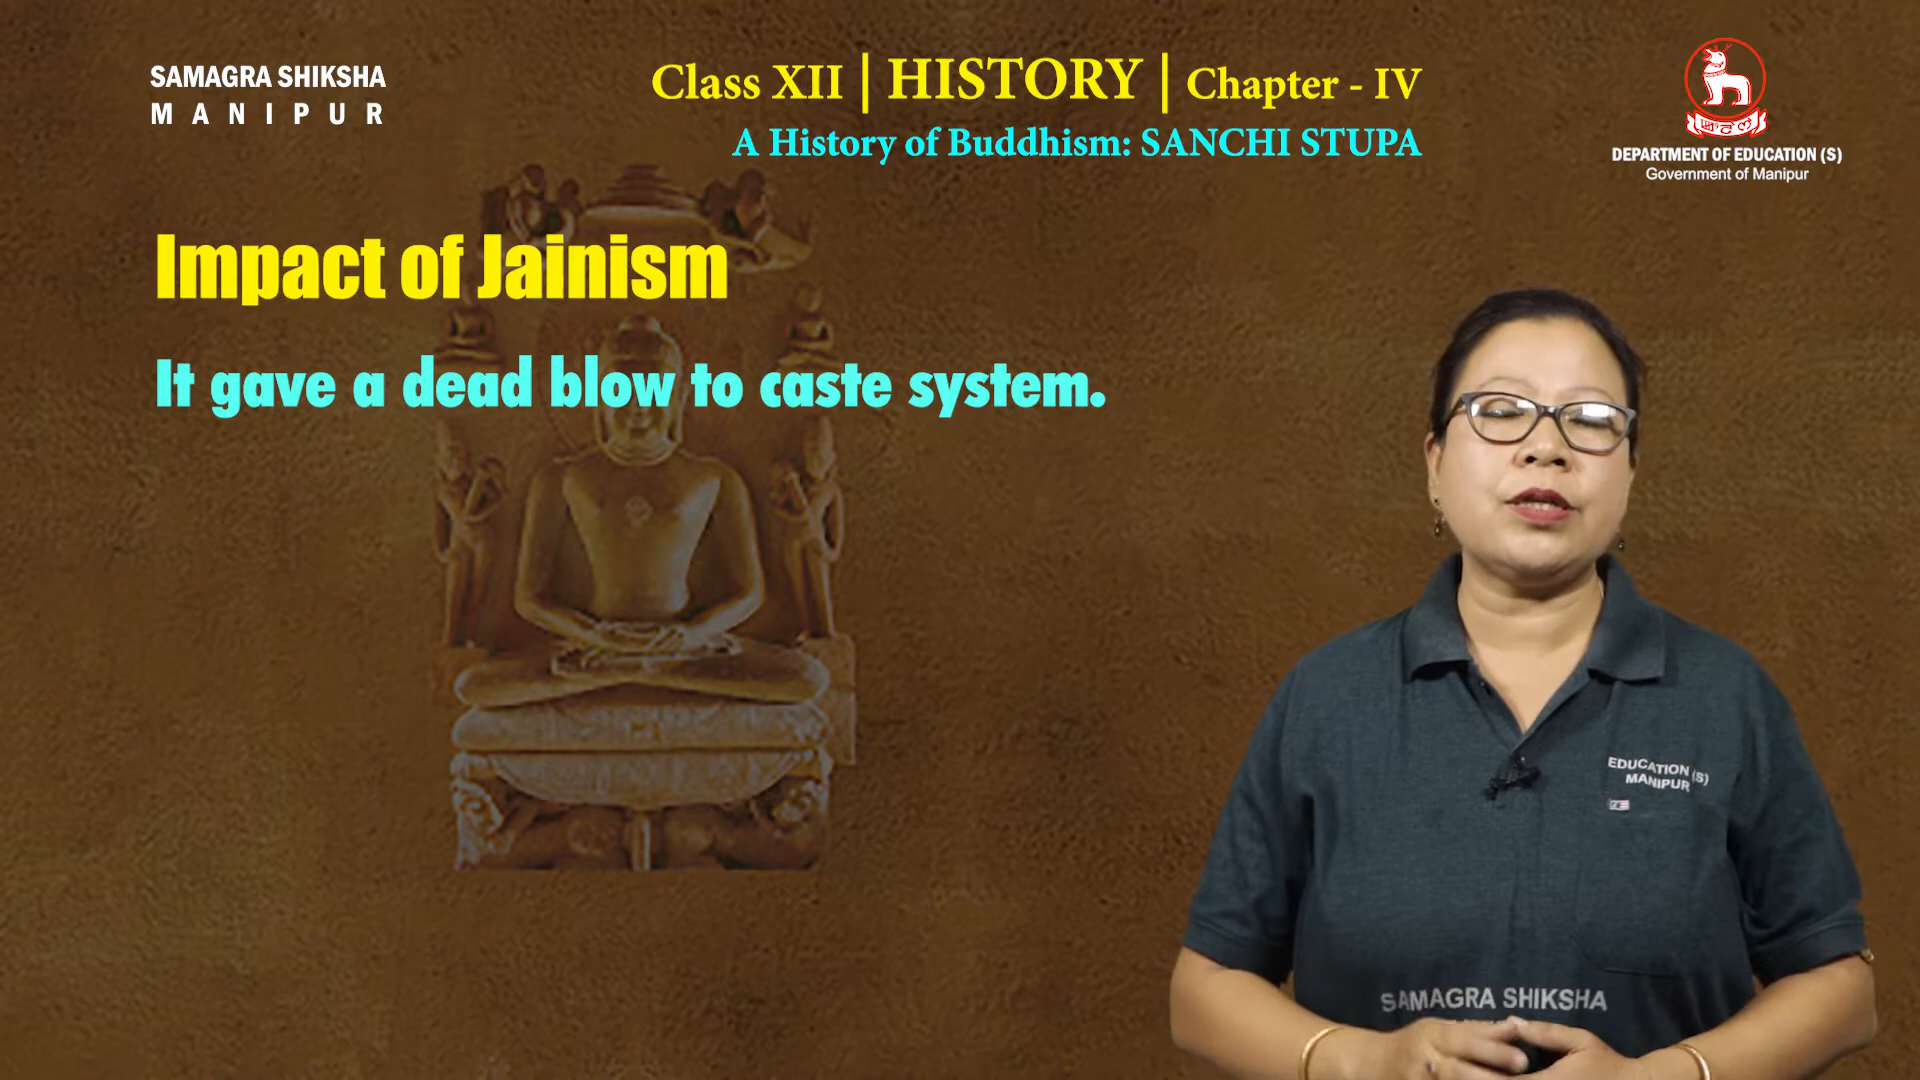 SAMAGRA SHIKSHA
MANIPUR
Class XII | HISTORY | Chapter - IV
A History of Buddhism: SANCHI STUPA
DEPARTMENT OF EDUCATION (S)
Government of Manipur
Impact of Jainism
It gave a dead blow to caste system.
EDUCATION (S)
MANIPUR
SAMAGRA SHIKSHA